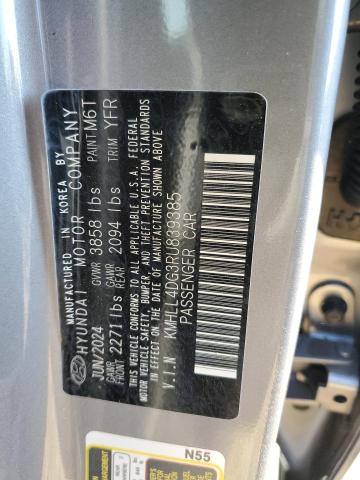 MANUFACTURED IN KOREA BY
HYUNDAI MOTOR COMPANY
JUN/2024 GVWR 3858 lbs PAINT M6T
GAWR FRONT 2271 lbs GAWR REAR 2094 lbs TRIM YFR
THIS VEHICLE CONFORMS TO ALL APPLICABLE U.S.A. FEDERAL
MOTOR VEHICLE SAFETY, BUMPER, AND THEFT PREVENTION STANDARDS
IN EFFECT ON THE DATE OF MANUFACTURE SHOWN ABOVE.
V.I.N KMHLL4DG3RU839385
PASSENGER CAR
N55